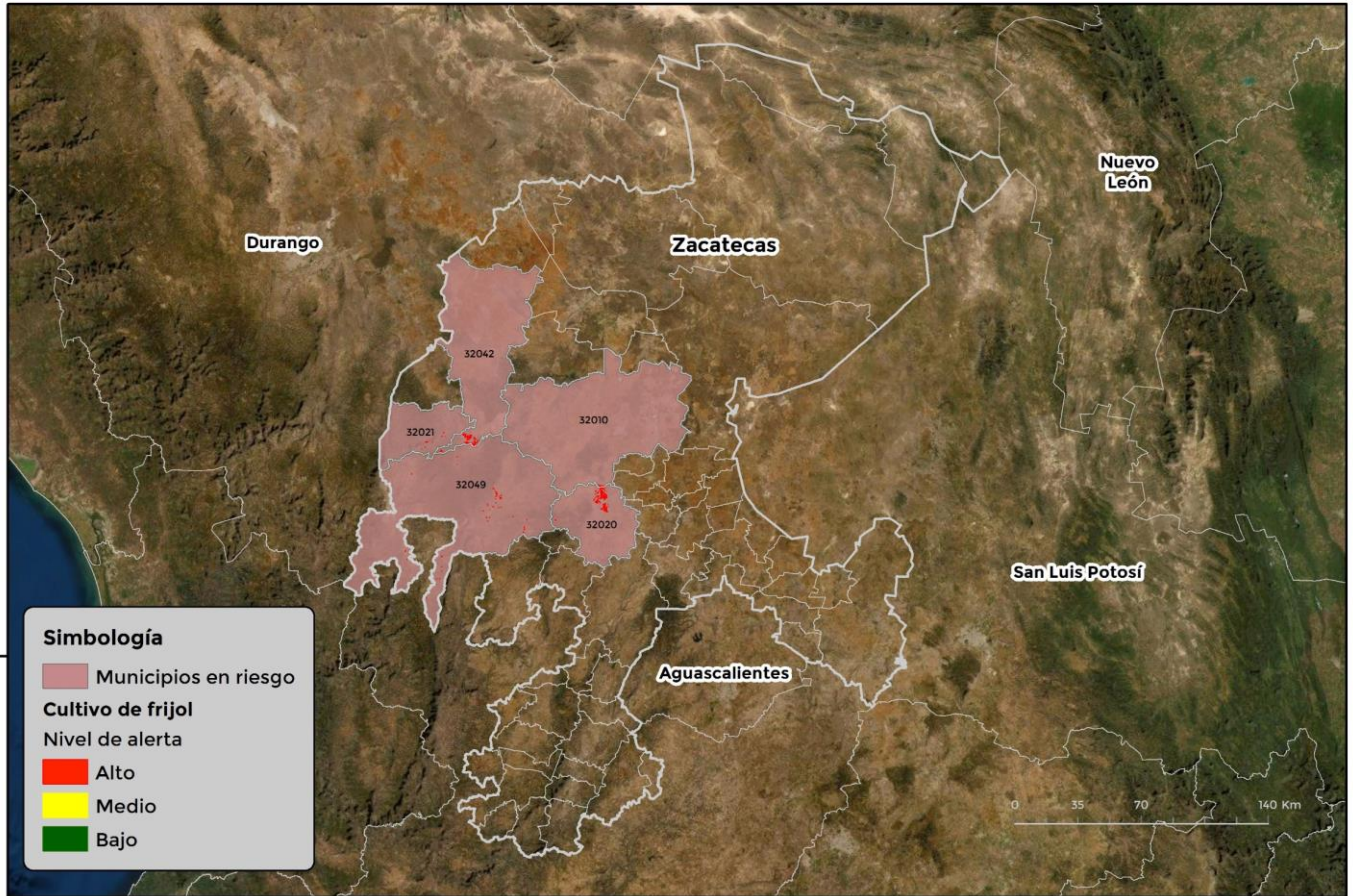 Nuevo
León
Durango
Zacatecas
32042
32021
32010
32049
32020
San Luis Potosí
Aguascalientes
Simbología
Municipios en riesgo
Cultivo de frijol
Nivel de alerta
Alto
Medio
Bajo
0 35 70 140 Km